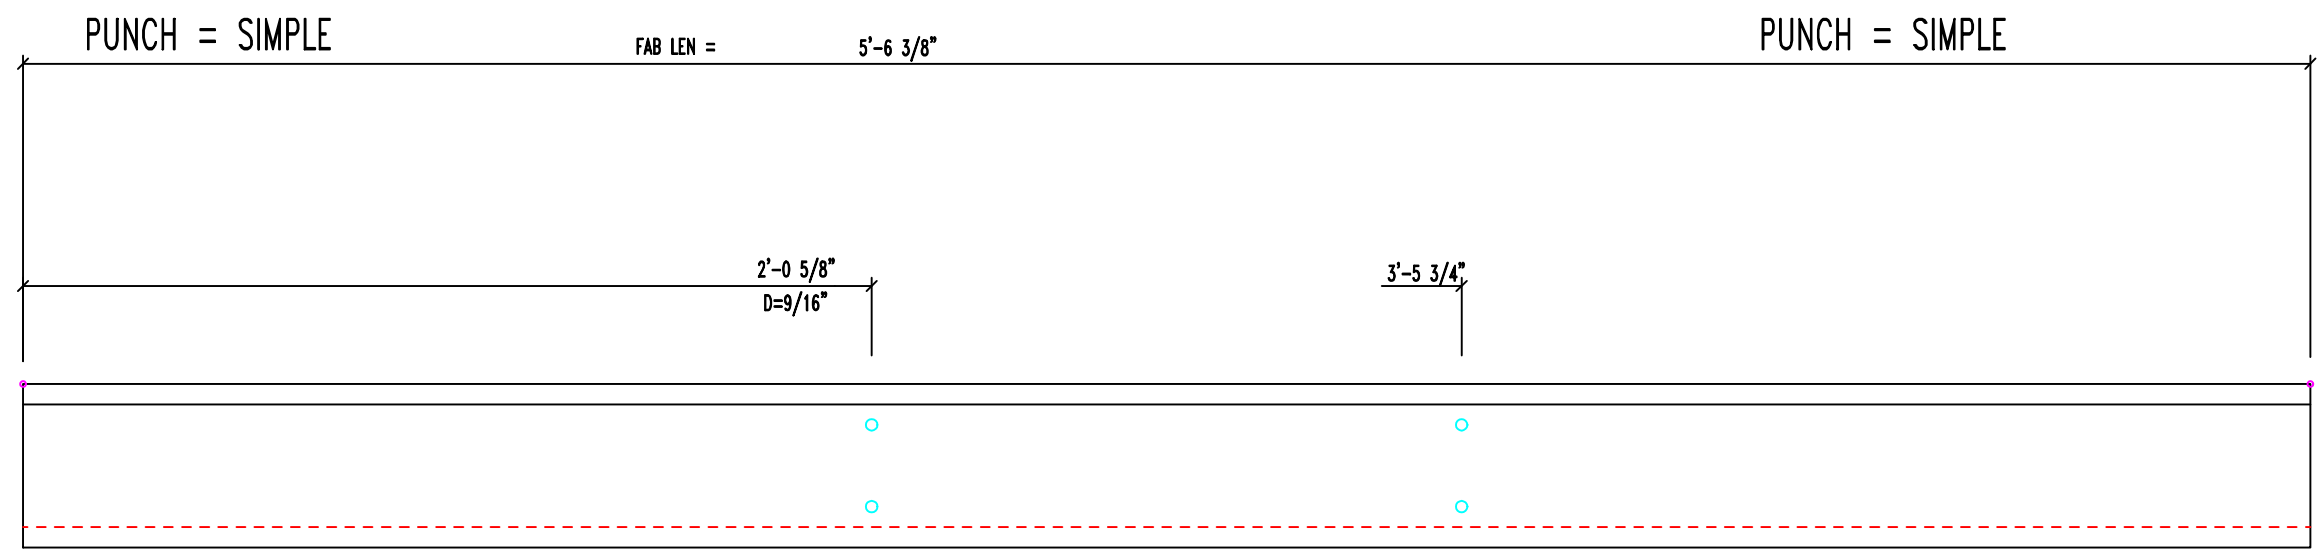 PUNCH = SIMPLE
PUNCH = SIMPLE
FAB LEN = 5'-6 3/8"
2'-0 5/8"
D=9/16"
3'-5 3/4"